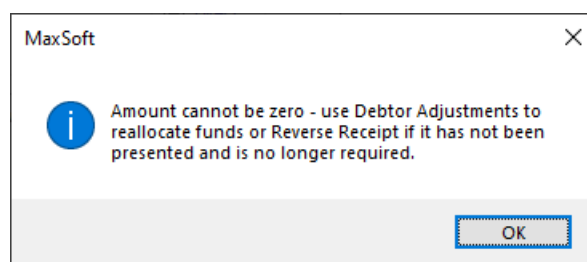 MaxSoft
Amount cannot be zero - use Debtor Adjustments to
reallocate funds or Reverse Receipt if it has not been
presented and is no longer required.
OK